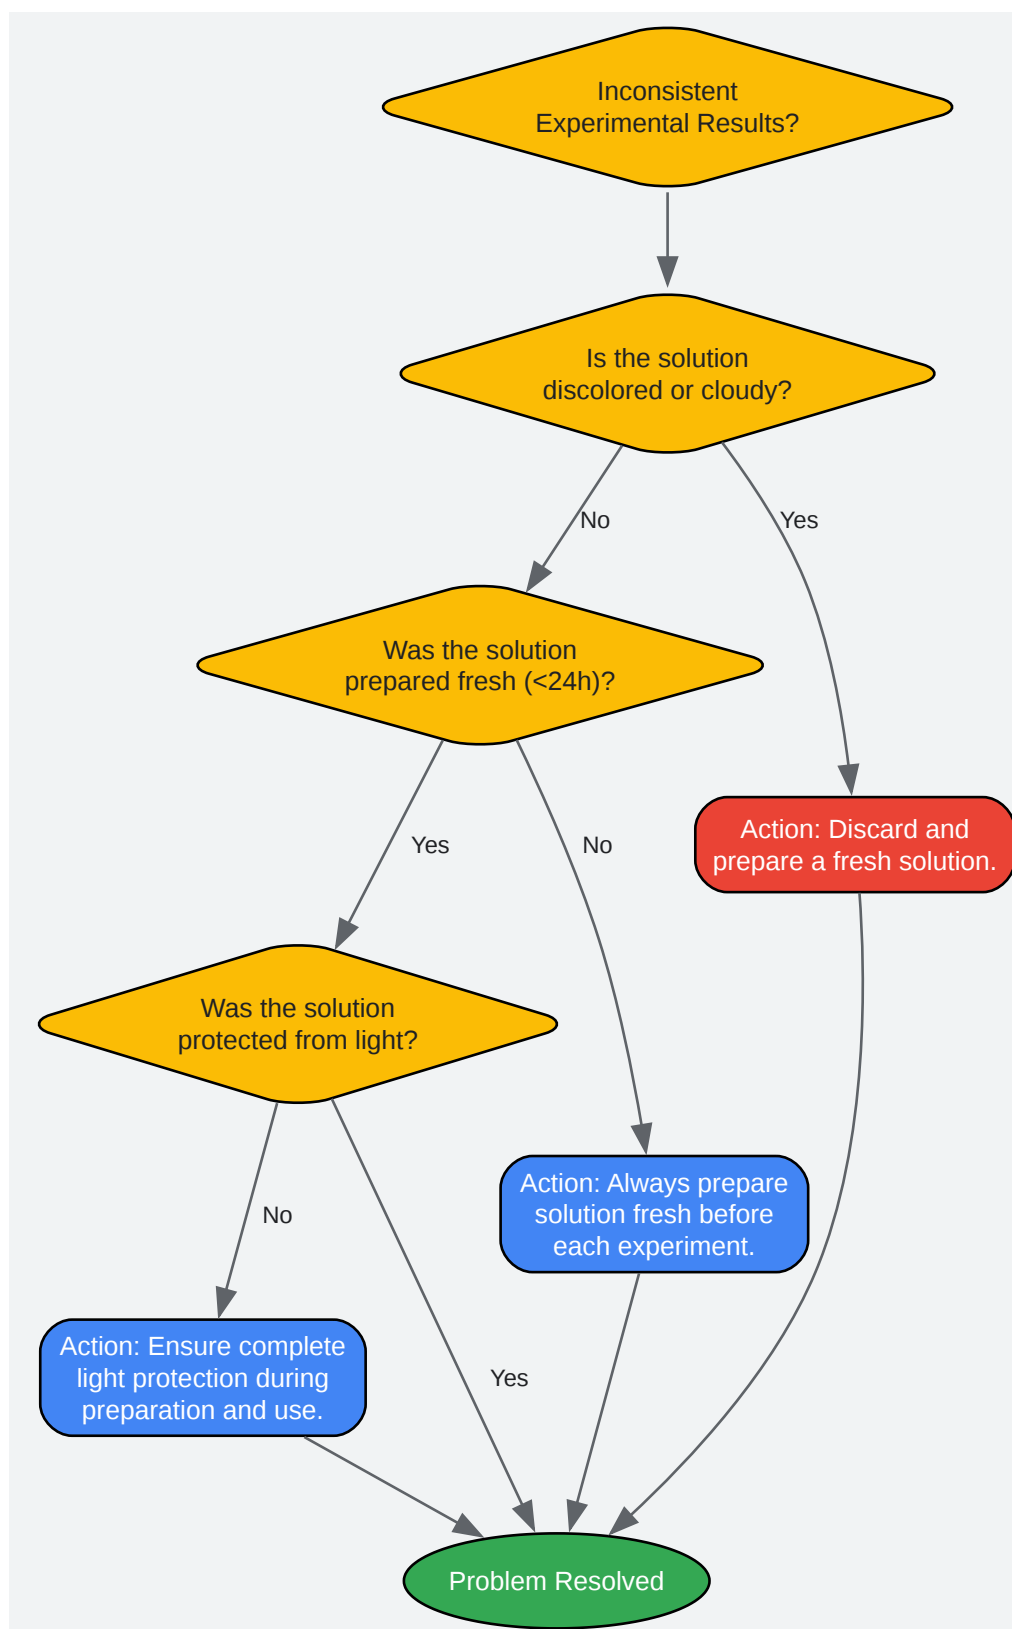 Inconsistent
Experimental Results?
Is the solution
discolored or cloudy?
No
Yes
Was the solution
prepared fresh (<24h)?
Yes
No
Action: Discard and
prepare a fresh solution.
Was the solution
protected from light?
No
Action: Always prepare
solution fresh before
each experiment.
Action: Ensure complete
light protection during
preparation and use.
Yes
Problem Resolved